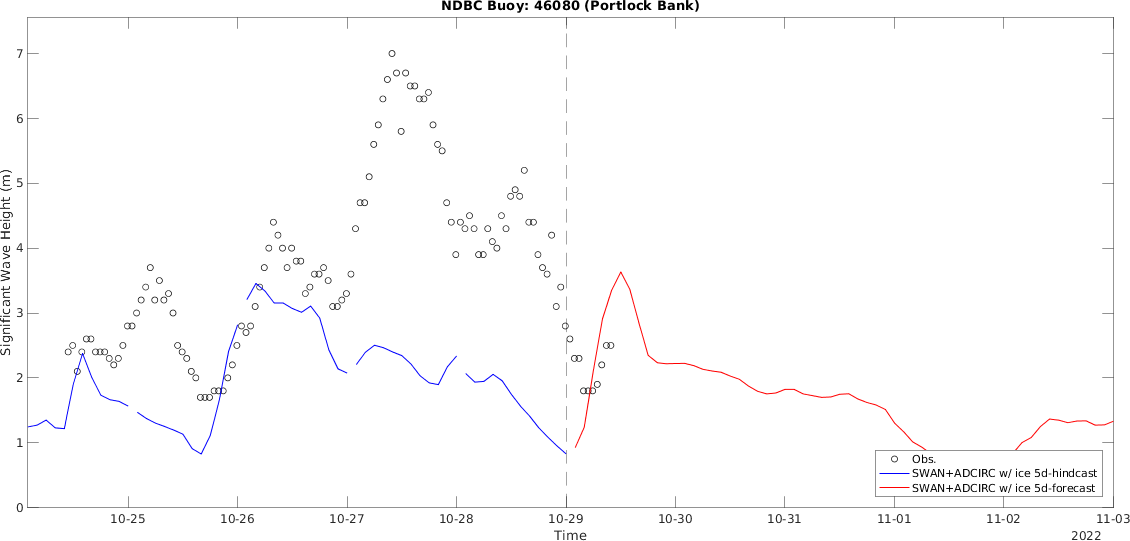 NDBC Buoy: 46080 (Portlock Bank)
7
6
5
4
3
2
1
0
Significant Wave Height (m)
10-25 10-26 10-27 10-28 10-29 10-30 10-31 11-01 11-02 11-03
Time
2022
Obs.
SWAN+ADCIRC w/ ice 5d-hindcast
SWAN+ADCIRC w/ ice 5d-forecast